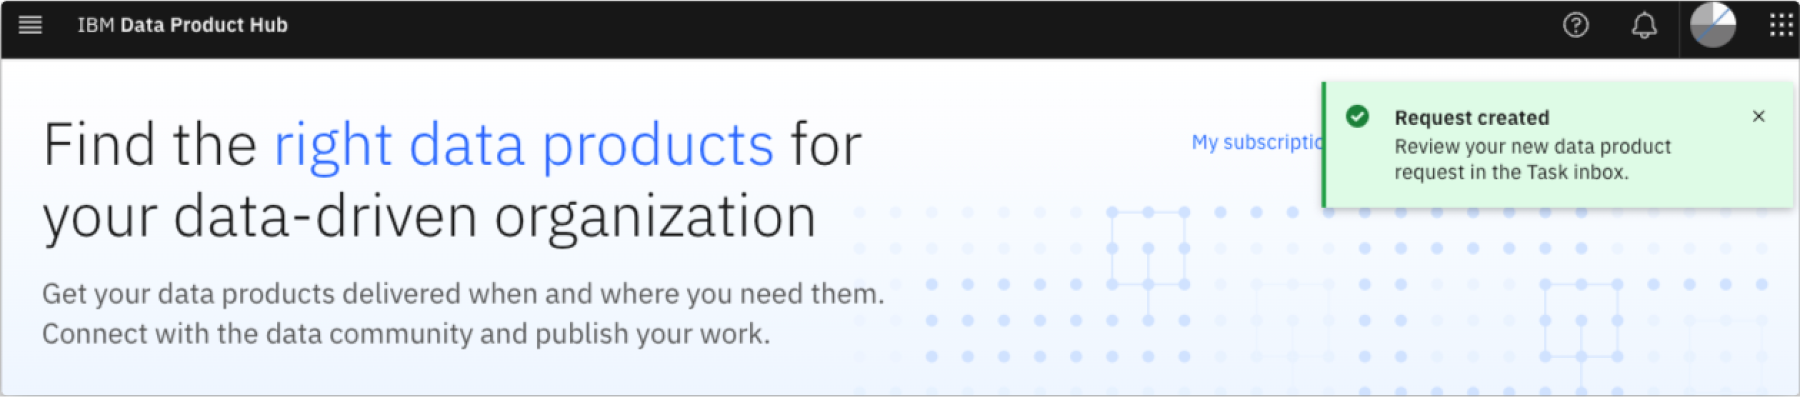 IBM Data Product Hub
Find the right data products for
your data-driven organization
Get your data products delivered when and where you need them.
Connect with the data community and publish your work.
My subscriptio
Request created
Review your new data product
request in the Task inbox.